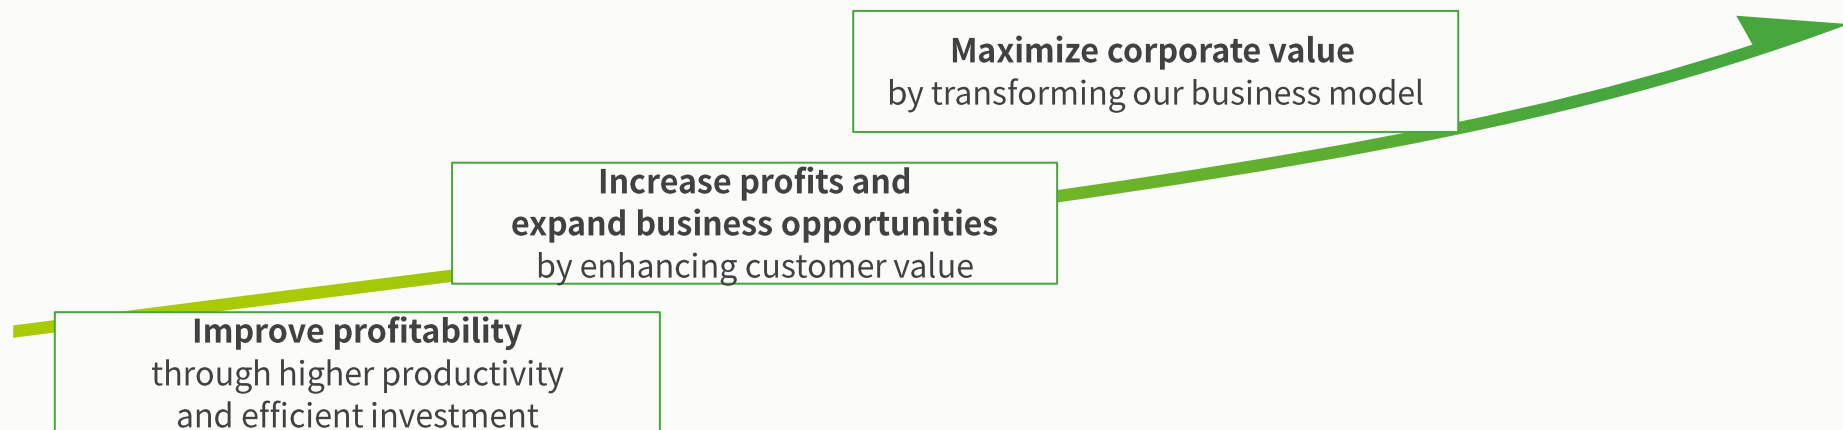 Maximize corporate value
by transforming our business model
Increase profits and
expand business opportunities
by enhancing customer value
Improve profitability
through higher productivity
and efficient investment